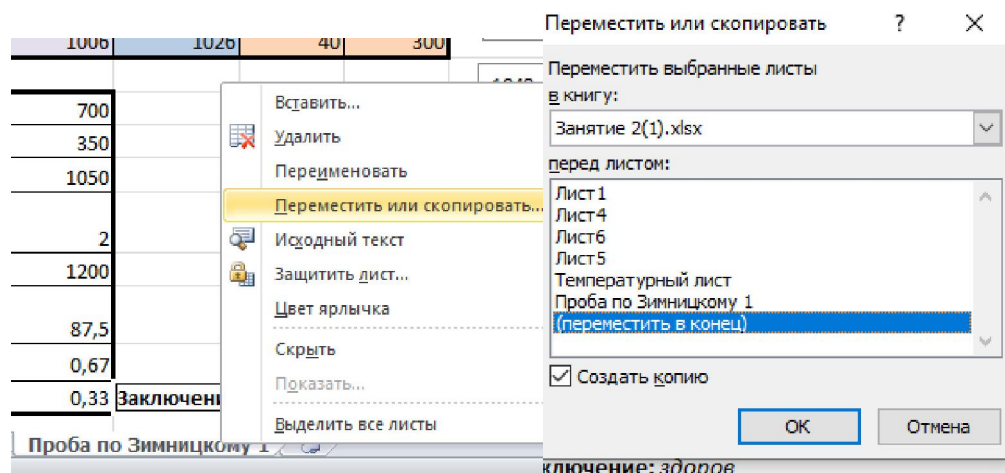 1006 1026 40 300
700
350
1050
2
1200
87,5
0,67
0,33 Заключени
Проба по Зимницкому 1
Вставить...
Удалить
Переименовать
Переместить или скопировать...
Исходный текст
Защитить лист...
Цвет ярлычка
Скрыть
Показать...
Выделить все листы
Переместить или скопировать ? ×
Переместить выбранные листы
в книгу:
Занятие 2(1).xlsx
перед листом:
Лист1
Лист4
Лист6
Лист5
Температурный лист
Проба по Зимницкому 1
(переместить в конец)
Создать копию
ОК Отмена
ключение: здоров